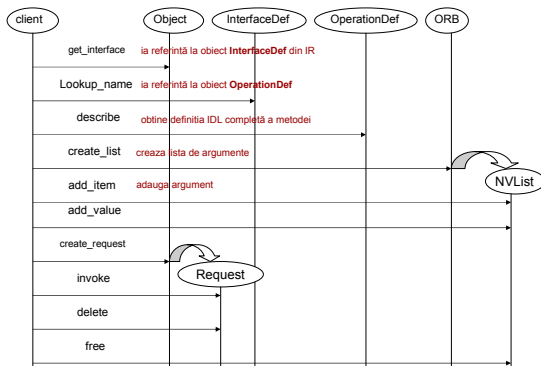 client Object InterfaceDef OperationDef ORB
get_interface ia referință la obiect InterfaceDef din IR
Lookup_name ia referință la obiect OperationDef
describe obtine definitia IDL completă a metodei
create_list creaza lista de argumente
NVList
add_item adauga argument
add_value
create_request
Request
invoke
delete
free